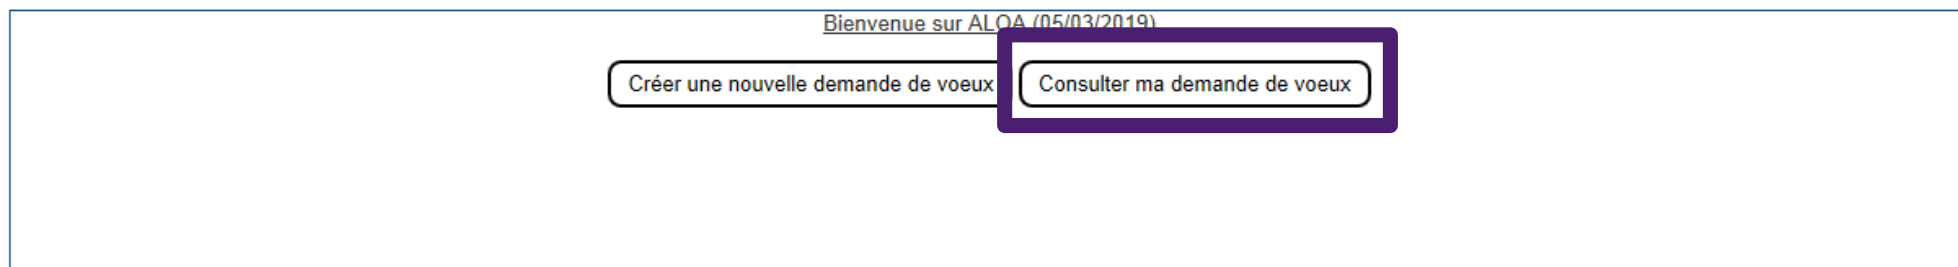 Bienvenue sur ALOA (05/03/2019)
Créer une nouvelle demande de voeux
Consulter ma demande de voeux